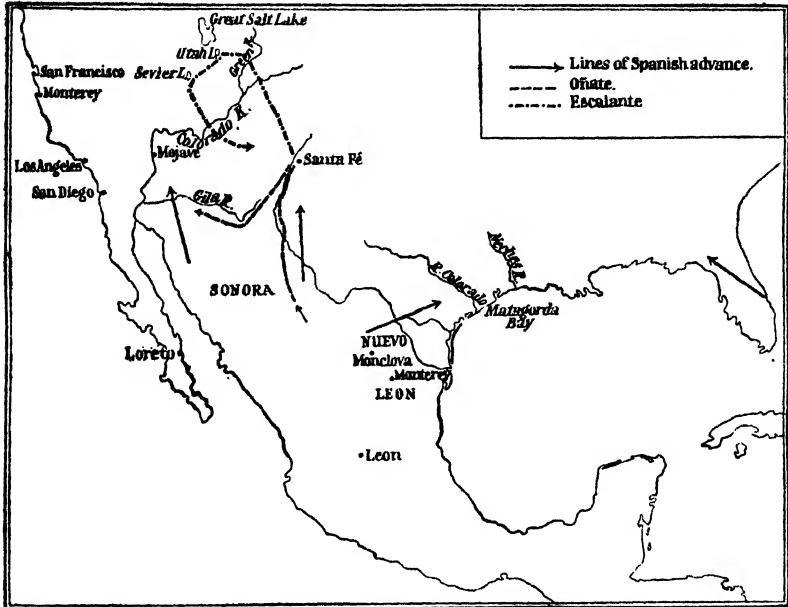 Great Salt Lake
Utah L.
Green R.
Sevier L.
San Francisco
Monterey
Colorado R.
Mojave
Santa Fé
Los Angeles
San Diego
Gila R.
SONORA
Neches R.
R. Colorado
Matagorda
Bay
Loreto
NUEVO
Monclova
Monterey
LEON
Leon
Lines of Spanish advance.
Oñate.
Escalante